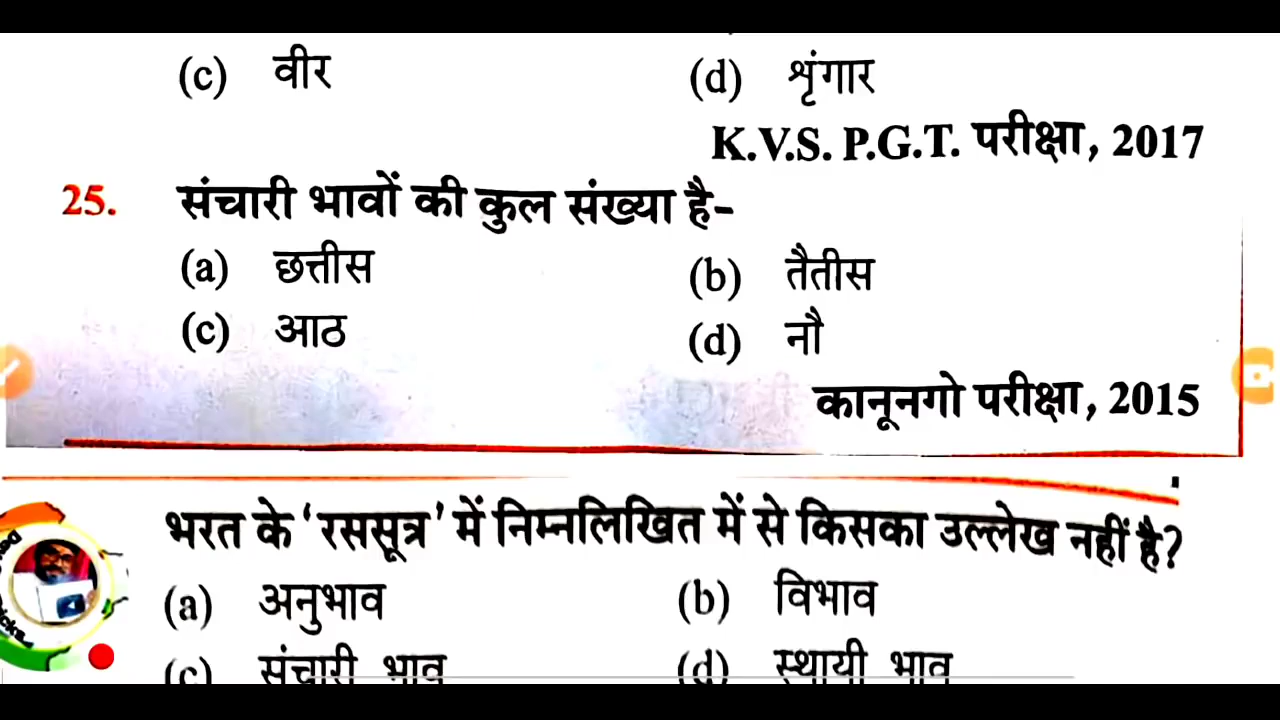 (c) वीर (d) शृंगार
K.V.S. P.G.T. परीक्षा, 2017
25. संचारी भावों की कुल संख्या है-
(a) छत्तीस (b) तैतीस
(c) आठ (d) नौ
कानूनगो परीक्षा, 2015
भरत के ‘रससूत्र’ में निम्नलिखित में से किसका उल्लेख नहीं है?
(a) अनुभाव (b) विभाव
(c) संचारी भाव (d) स्थायी भाव